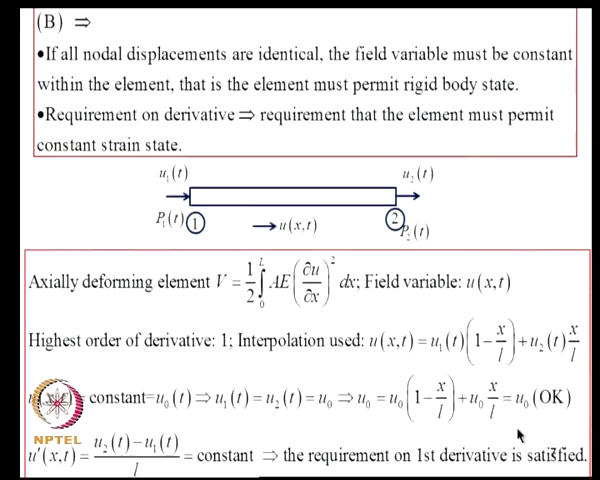 (B) ⇒
•If all nodal displacements are identical, the field variable must be constant
within the element, that is the element must permit rigid body state.
•Requirement on derivative⇒ requirement that the element must permit
constant strain state.
u₁(t) u₂(t)
P₁(t) 1 →u(x,t) 2 P₂(t)
Axially deforming element V = 1/2 ∫₀ᴸ AE(∂u/∂x)² dx; Field variable: u(x,t)
Highest order of derivative: 1; Interpolation used: u(x,t) = u₁(t)(1−x/l)+u₂(t)x/l
constant=u₀(t)⇒u₁(t)=u₂(t)=u₀ ⇒u₀=u₀(1−x/l)+u₀ x/l=u₀(OK)
NPTEL
u′(x,t)=(u₂(t)−u₁(t))/l = constant ⇒ the requirement on 1st derivative is satisfied.